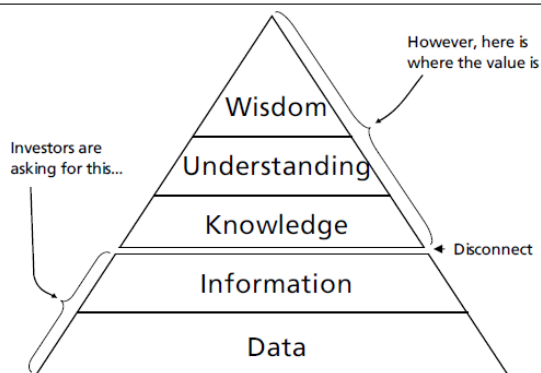 However, here is
where the value is
Wisdom
Investors are
asking for this...
Understanding
Knowledge
Disconnect
Information
Data